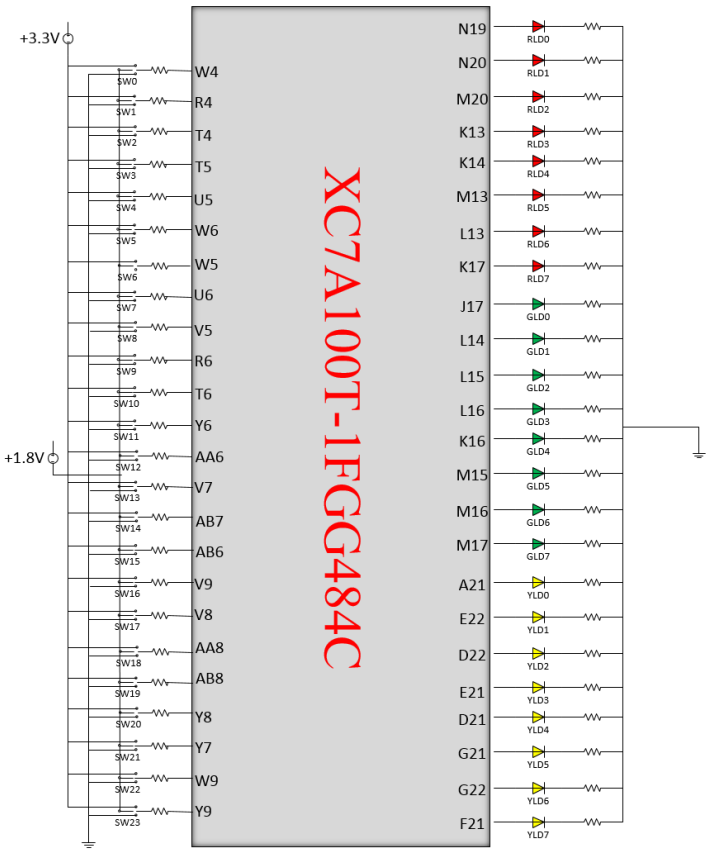 +3.3V
SW0
W4
SW1
R4
SW2
T4
SW3
T5
SW4
U5
SW5
W6
SW6
W5
SW7
U6
SW8
V5
SW9
R6
SW10
T6
SW11
Y6
+1.8V
SW12
AA6
SW13
V7
SW14
AB7
SW15
AB6
SW16
V9
SW17
V8
SW18
AA8
SW19
AB8
SW20
Y8
SW21
Y7
SW22
W9
SW23
Y9
XC7A100T-1FGG484C
N19
RLD0
N20
RLD1
M20
RLD2
K13
RLD3
K14
RLD4
M13
RLD5
L13
RLD6
K17
RLD7
J17
GLD0
L14
GLD1
L15
GLD2
L16
GLD3
K16
GLD4
M15
GLD5
M16
GLD6
M17
GLD7
A21
YLD0
E22
YLD1
D22
YLD2
E21
YLD3
D21
YLD4
G21
YLD5
G22
YLD6
F21
YLD7